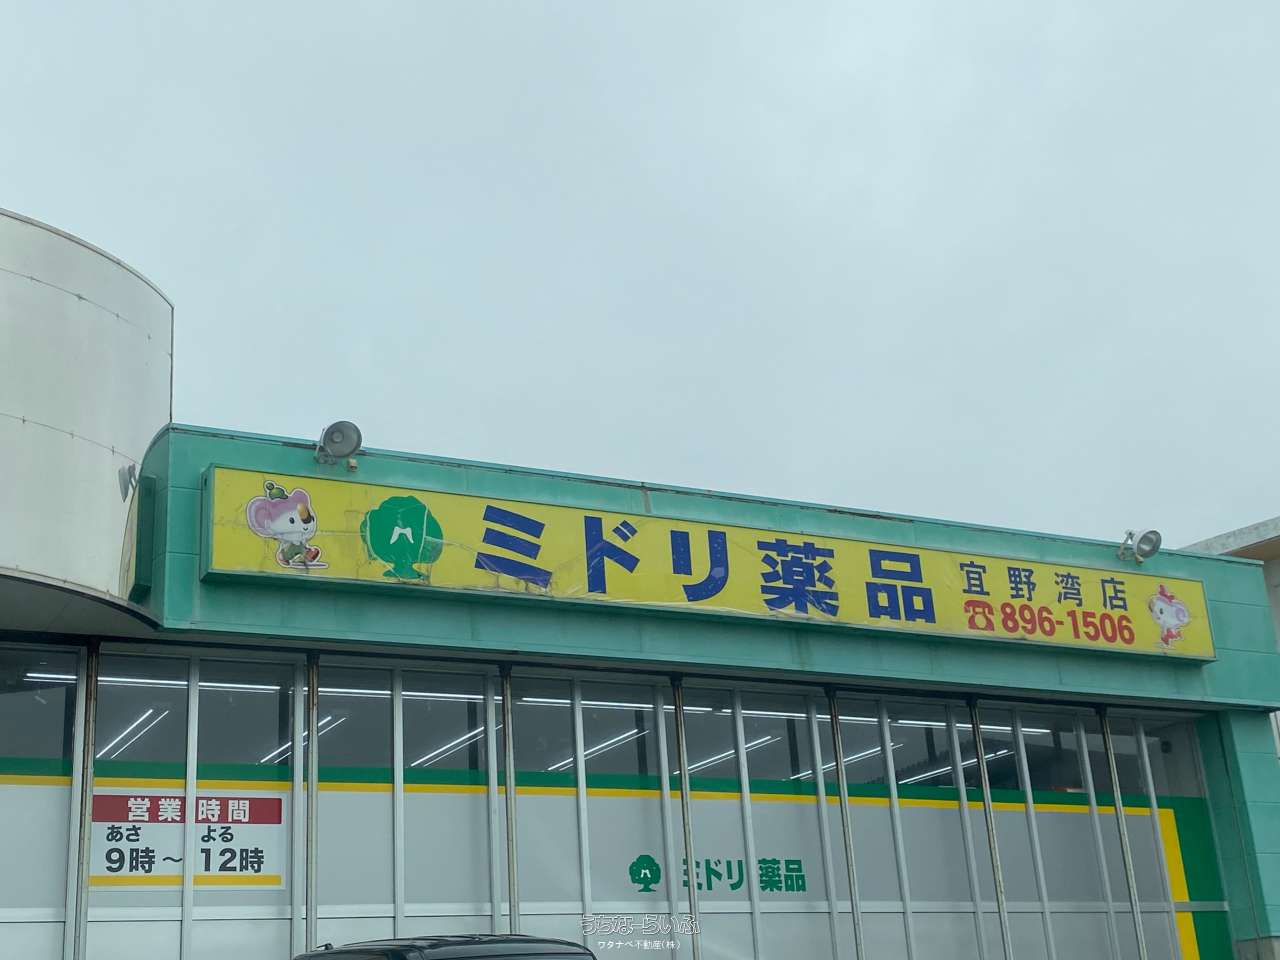 ミドリ薬品
宜野湾店
☎896-1506
営業時間
あさ よる
9時～12時
ミドリ薬品
うちなーらいふ
ワタナベ不動産(株)